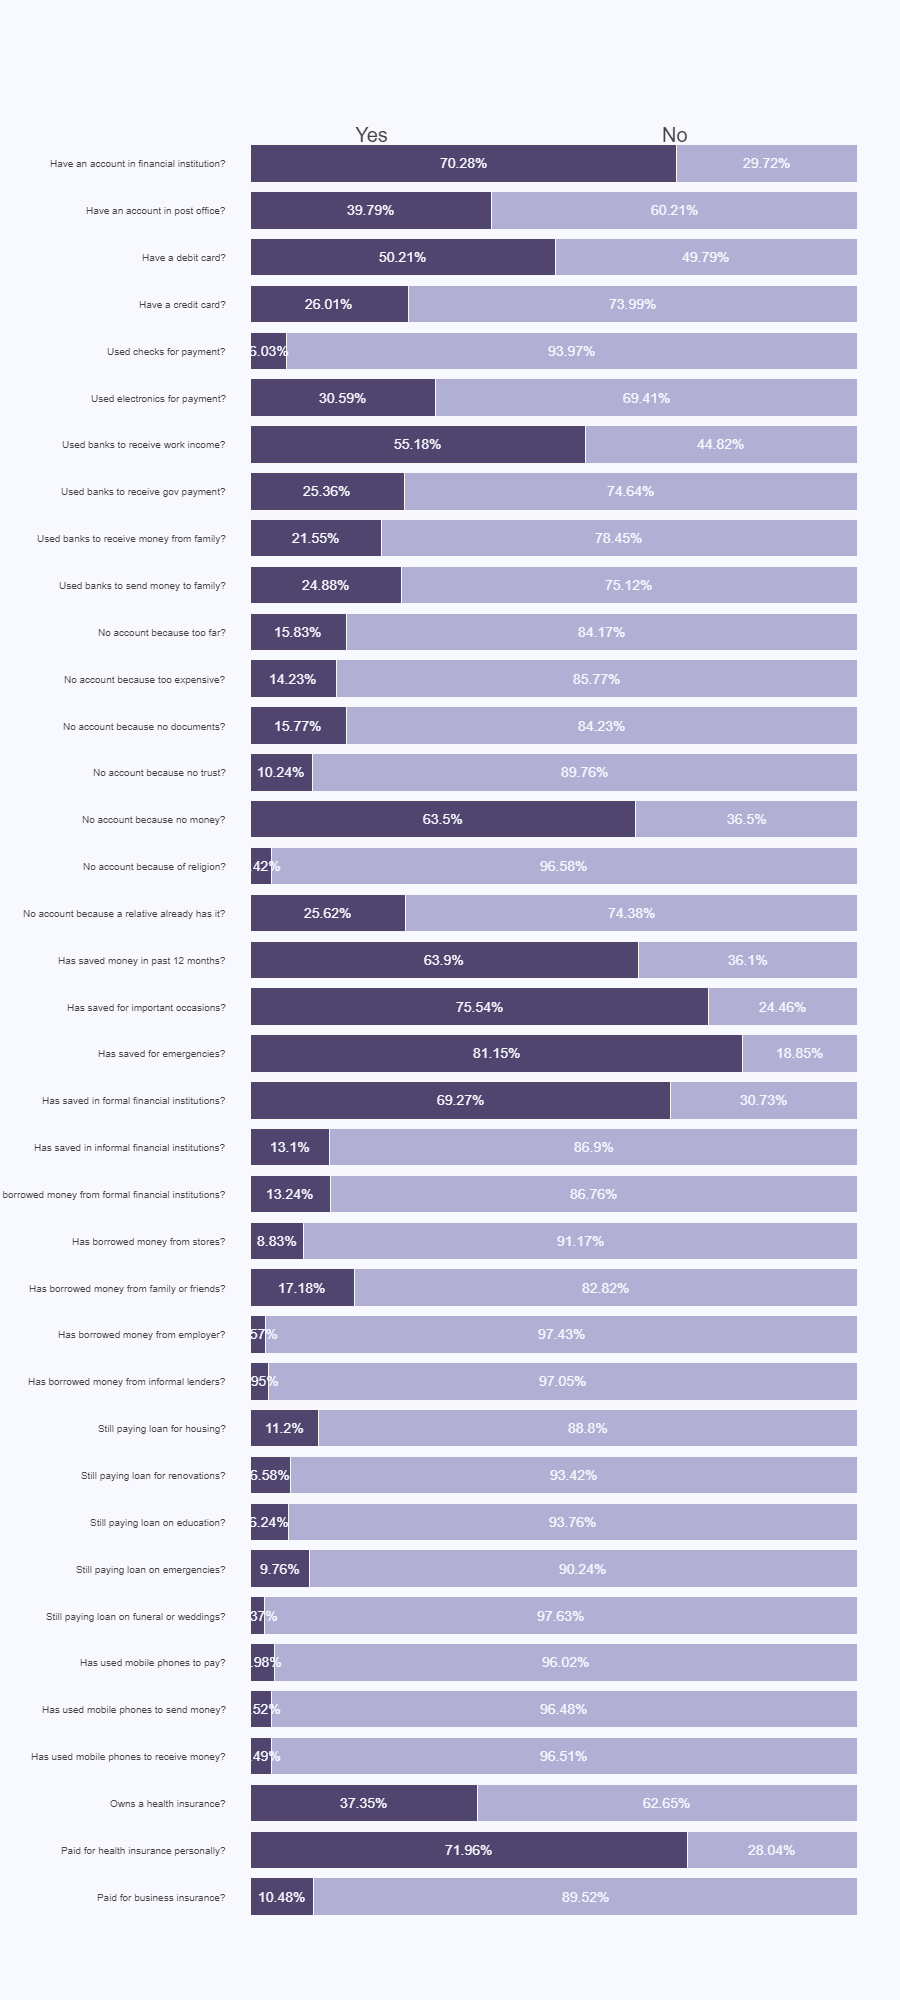 Yes No
Have an account in financial institution? 70.28% 29.72%
Have an account in post office? 39.79% 60.21%
Have a debit card? 50.21% 49.79%
Have a credit card? 26.01% 73.99%
Used checks for payment? 6.03% 93.97%
Used electronics for payment? 30.59% 69.41%
Used banks to receive work income? 55.18% 44.82%
Used banks to receive gov payment? 25.36% 74.64%
Used banks to receive money from family? 21.55% 78.45%
Used banks to send money to family? 24.88% 75.12%
No account because too far? 15.83% 84.17%
No account because too expensive? 14.23% 85.77%
No account because no documents? 15.77% 84.23%
No account because no trust? 10.24% 89.76%
No account because no money? 63.5% 36.5%
No account because of religion? .42% 96.58%
No account because a relative already has it? 25.62% 74.38%
Has saved money in past 12 months? 63.9% 36.1%
Has saved for important occasions? 75.54% 24.46%
Has saved for emergencies? 81.15% 18.85%
Has saved in formal financial institutions? 69.27% 30.73%
Has saved in informal financial institutions? 13.1% 86.9%
borrowed money from formal financial institutions? 13.24% 86.76%
Has borrowed money from stores? 8.83% 91.17%
Has borrowed money from family or friends? 17.18% 82.82%
Has borrowed money from employer? 57% 97.43%
Has borrowed money from informal lenders? 95% 97.05%
Still paying loan for housing? 11.2% 88.8%
Still paying loan for renovations? 6.58% 93.42%
Still paying loan on education? 6.24% 93.76%
Still paying loan on emergencies? 9.76% 90.24%
Still paying loan on funeral or weddings? 37% 97.63%
Has used mobile phones to pay? .98% 96.02%
Has used mobile phones to send money? .52% 96.48%
Has used mobile phones to receive money? .49% 96.51%
Owns a health insurance? 37.35% 62.65%
Paid for health insurance personally? 71.96% 28.04%
Paid for business insurance? 10.48% 89.52%